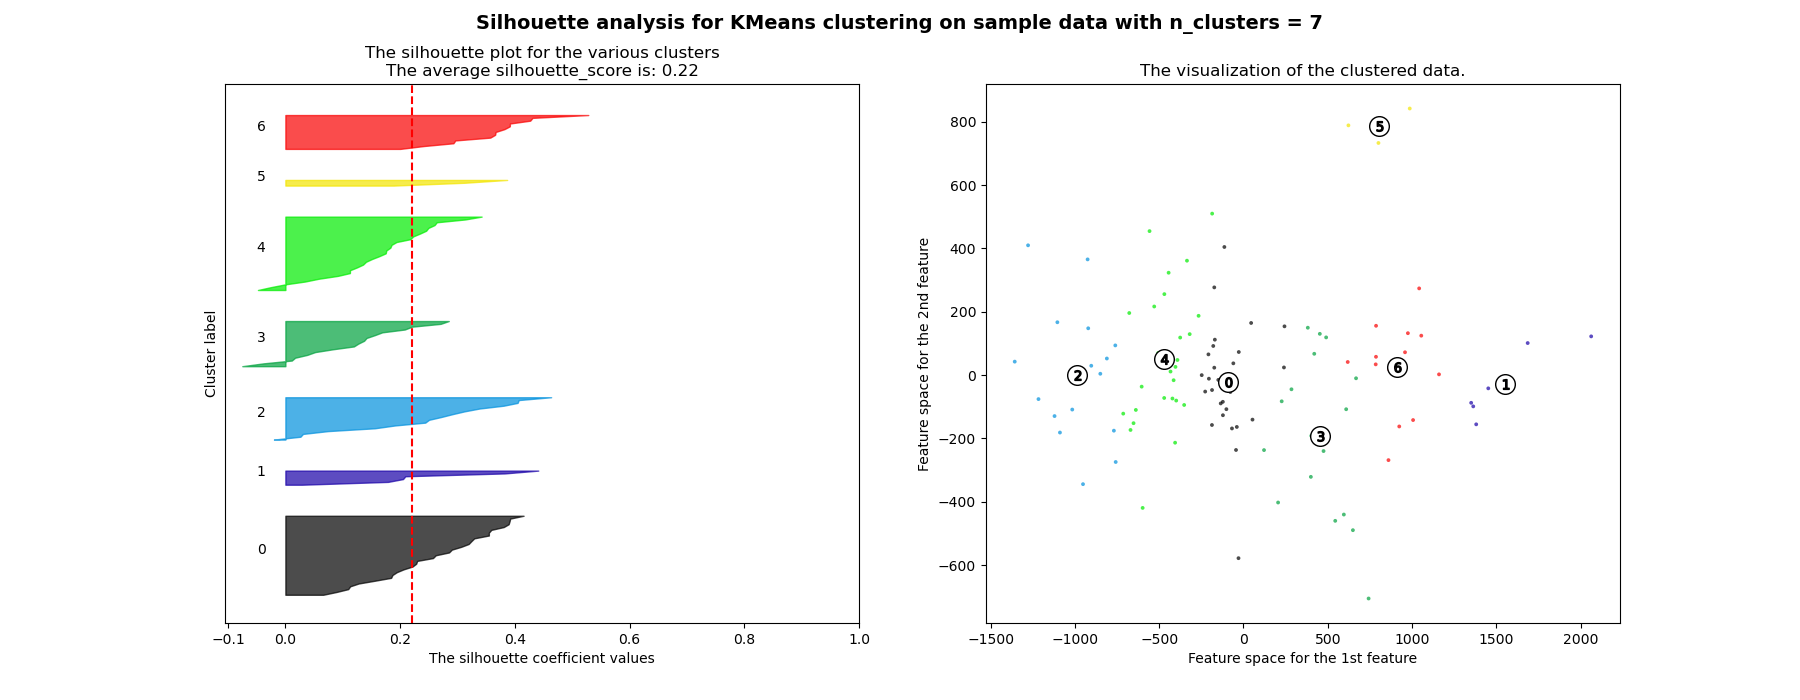 Silhouette analysis for KMeans clustering on sample data with n_clusters = 7
The silhouette plot for the various clusters
The average silhouette_score is: 0.22
Cluster label
6
5
4
3
2
1
0
−0.1 0.0 0.2 0.4 0.6 0.8 1.0
The silhouette coefficient values
The visualization of the clustered data.
Feature space for the 2nd feature
800
600
400
200
0
−200
−400
−600
5
4
2
0
6
1
3
−1500 −1000 −500 0 500 1000 1500 2000
Feature space for the 1st feature